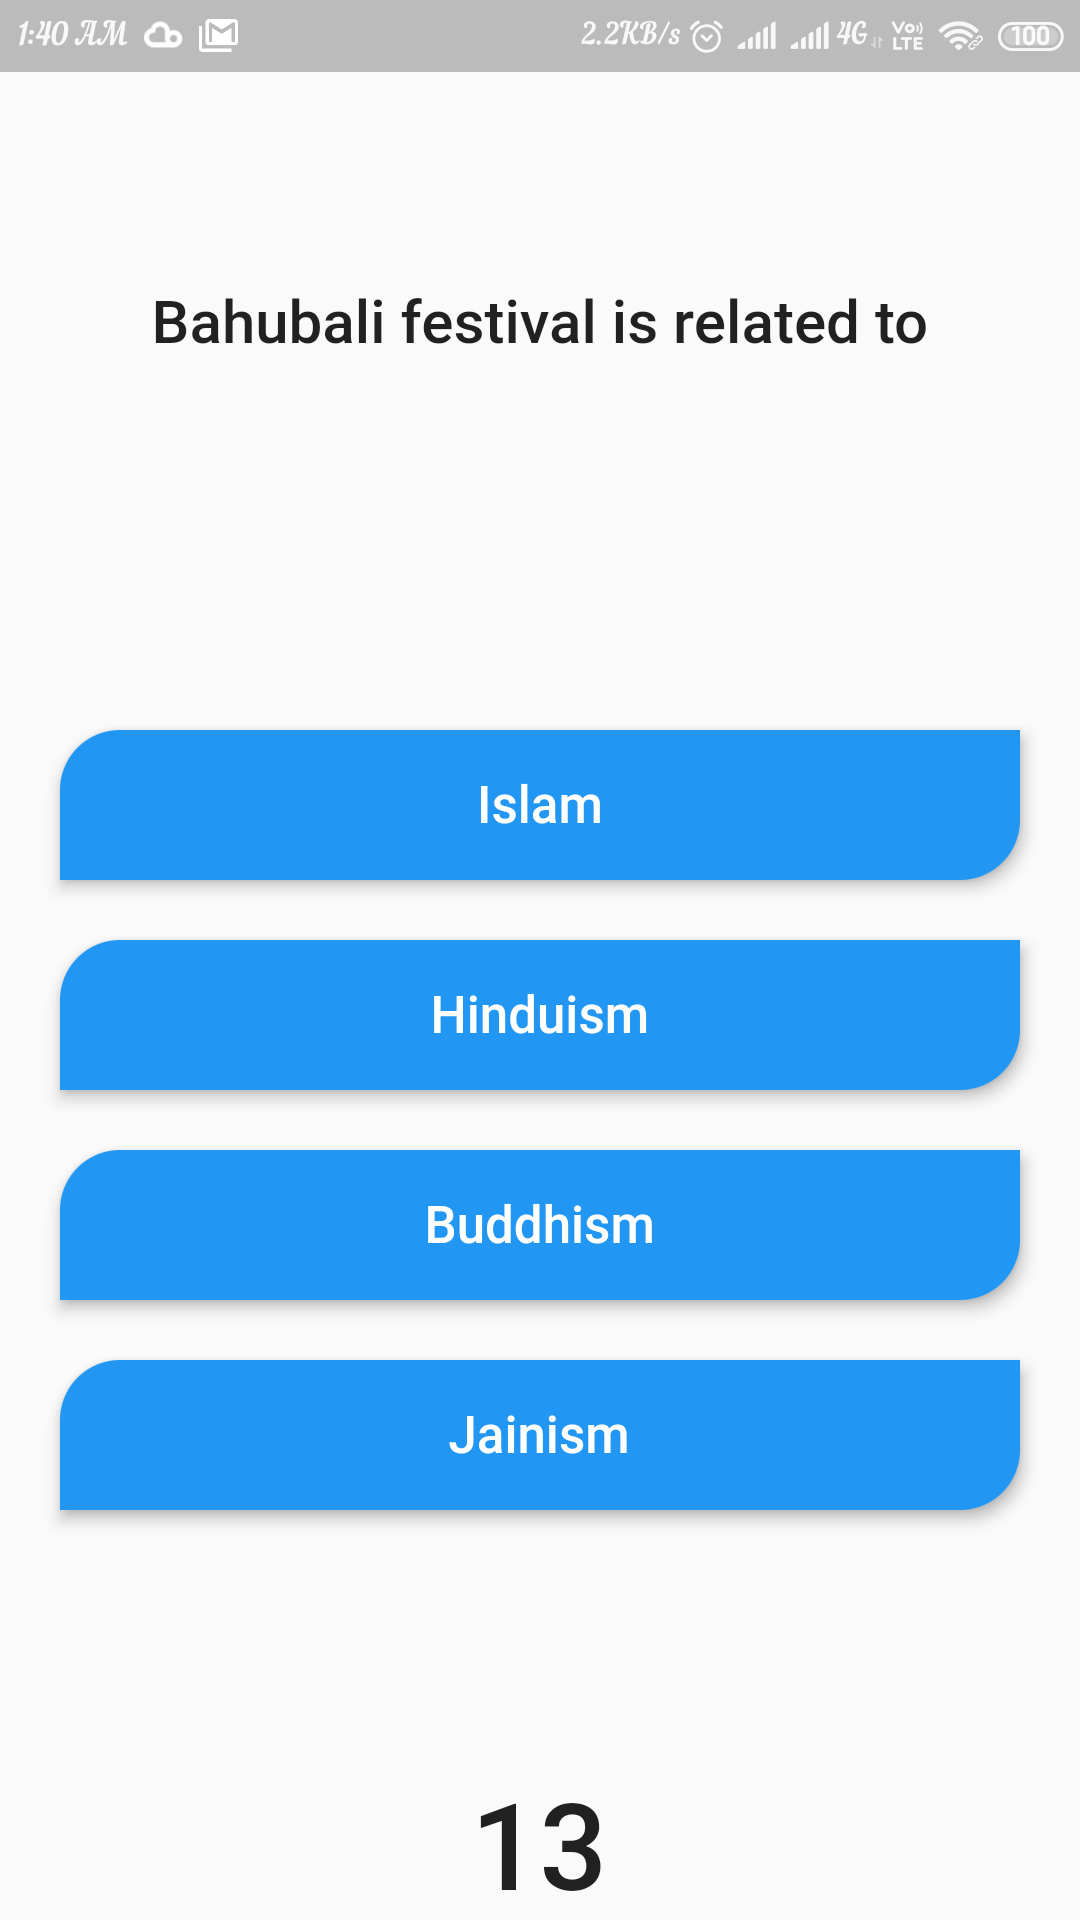 1:40 AM 2.2KB/s 4G VO LTE 100
Bahubali festival is related to
Islam
Hinduism
Buddhism
Jainism
13